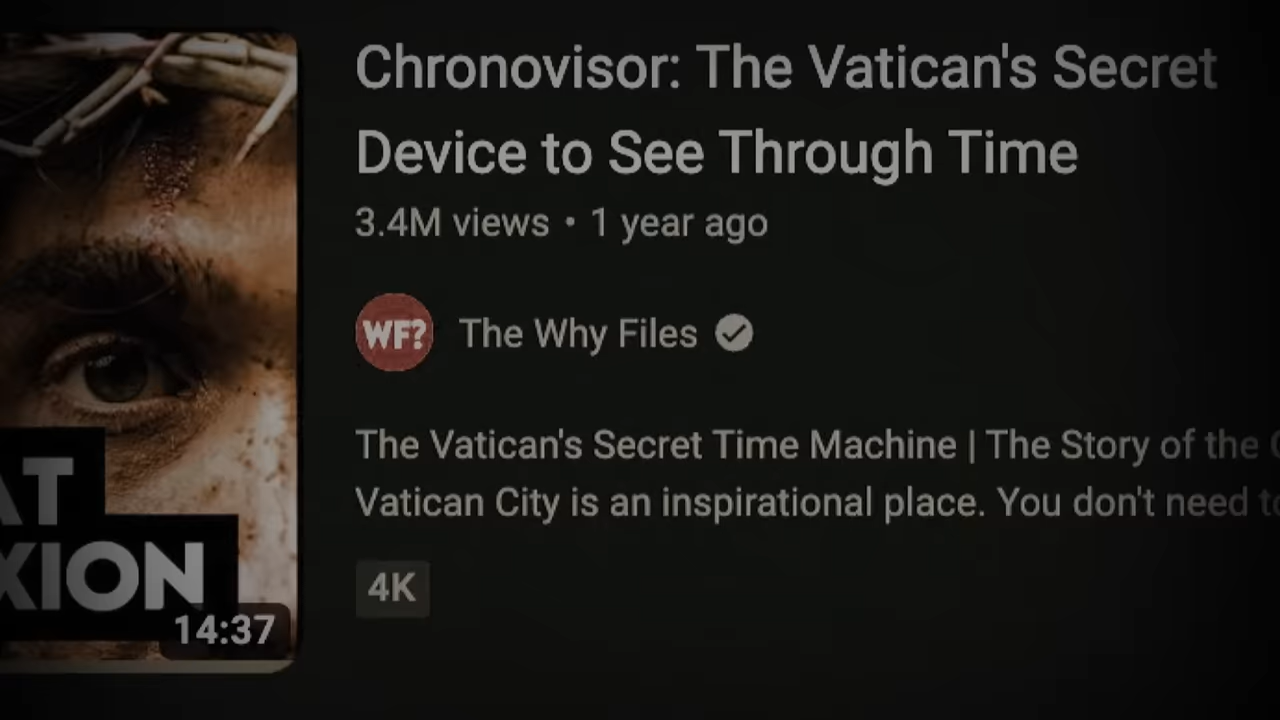 Chronovisor: The Vatican's Secret
Device to See Through Time
3.4M views • 1 year ago
WF? The Why Files
The Vatican's Secret Time Machine | The Story of the
Vatican City is an inspirational place. You don't need
4K
AT
XION
14:37